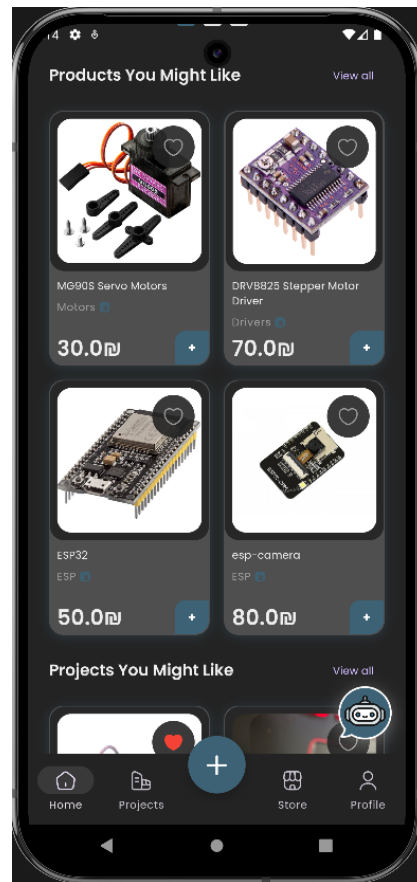 14
Products You Might Like
View all
MG90S Servo Motors
Motors
30.0₪
+
DRV8825 Stepper Motor
Driver
Drivers
70.0₪
+
ESP32
ESP
50.0₪
+
esp-camera
ESP
80.0₪
+
Projects You Might Like
View all
+
Home
Projects
Store
Profile